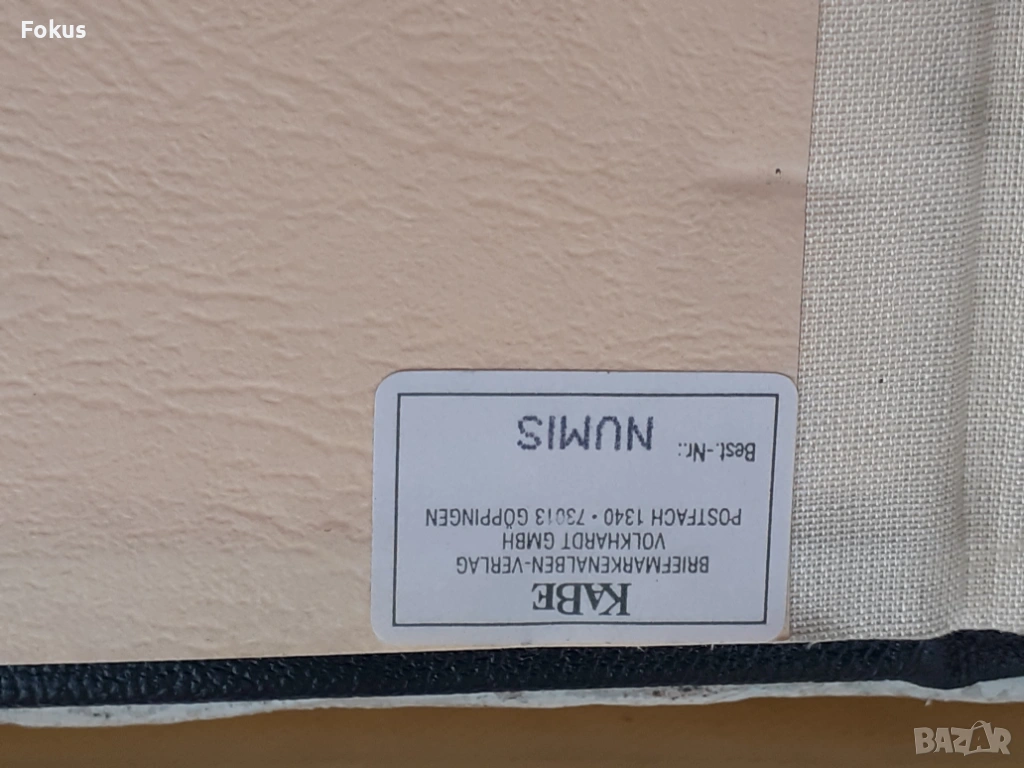 Fokus
KABE
BRIEFMARKENALBEN-VERLAG
VOLKHARDT GMBH
POSTFACH 1340 • 73013 GÖPPINGEN
Best.-Nr.: NUMIS
BAZAR